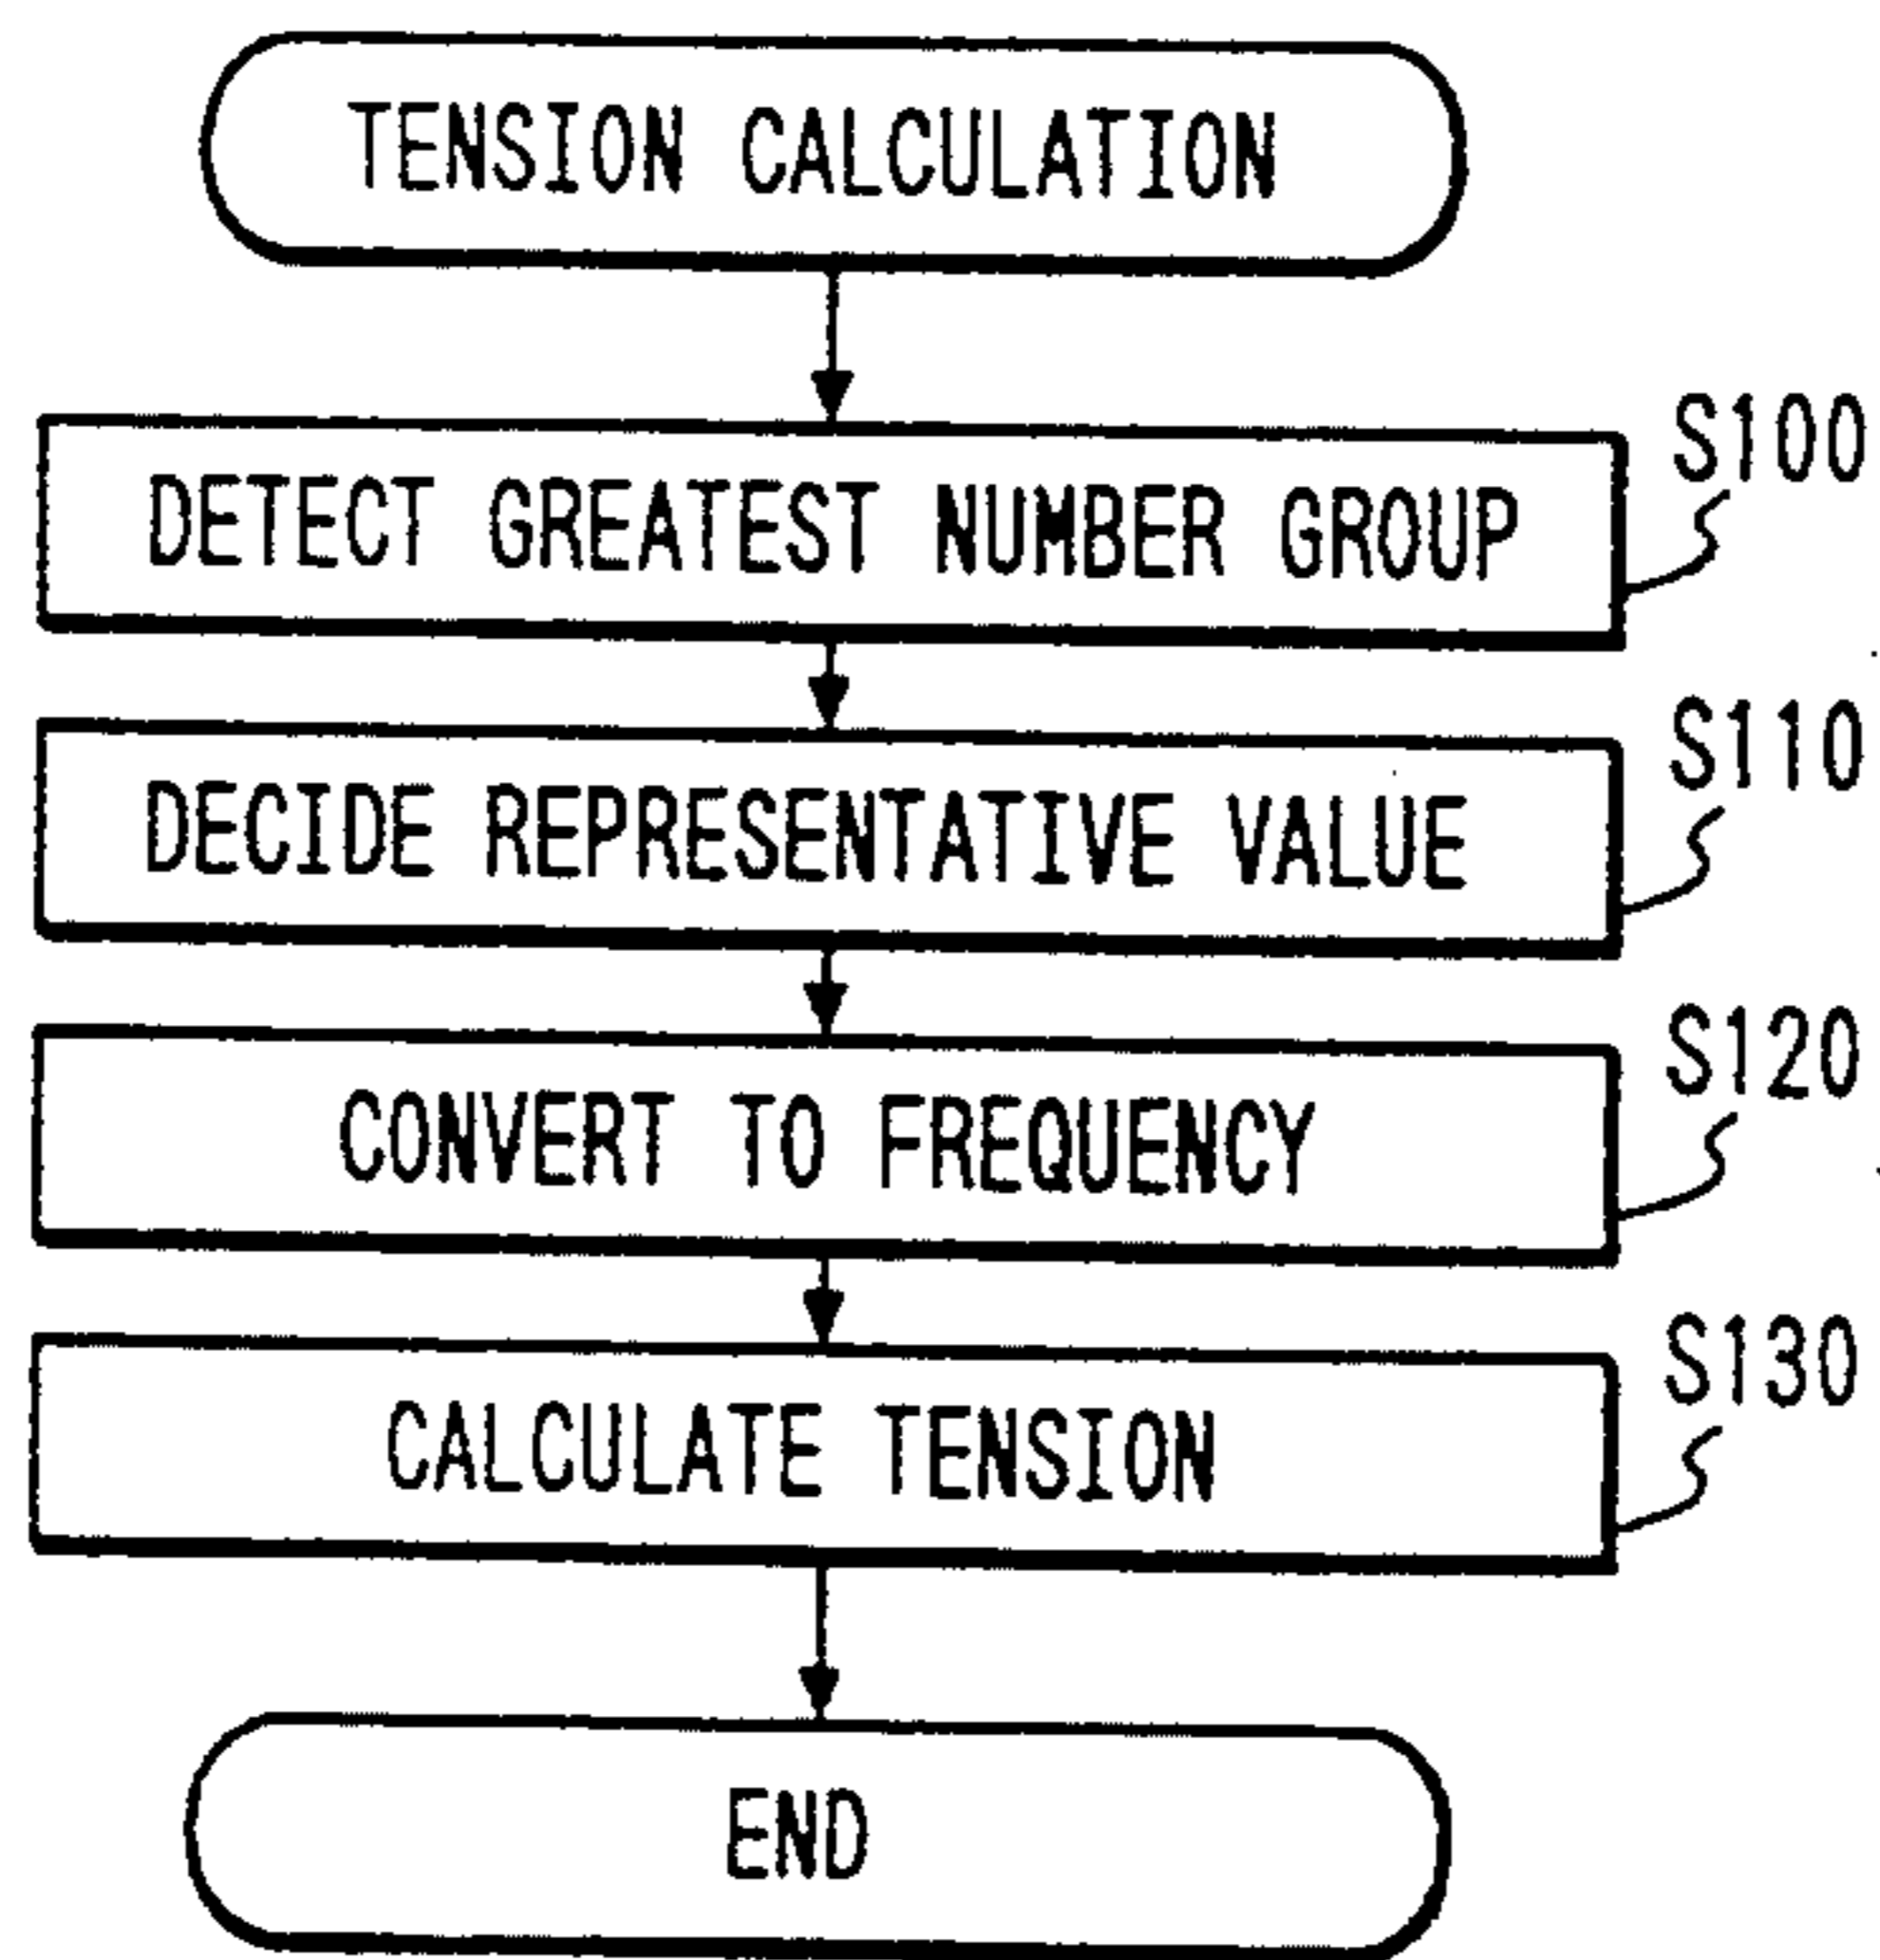 TENSION CALCULATION
DETECT GREATEST NUMBER GROUP
S100
DECIDE REPRESENTATIVE VALUE
S110
CONVERT TO FREQUENCY
S120
CALCULATE TENSION
S130
END